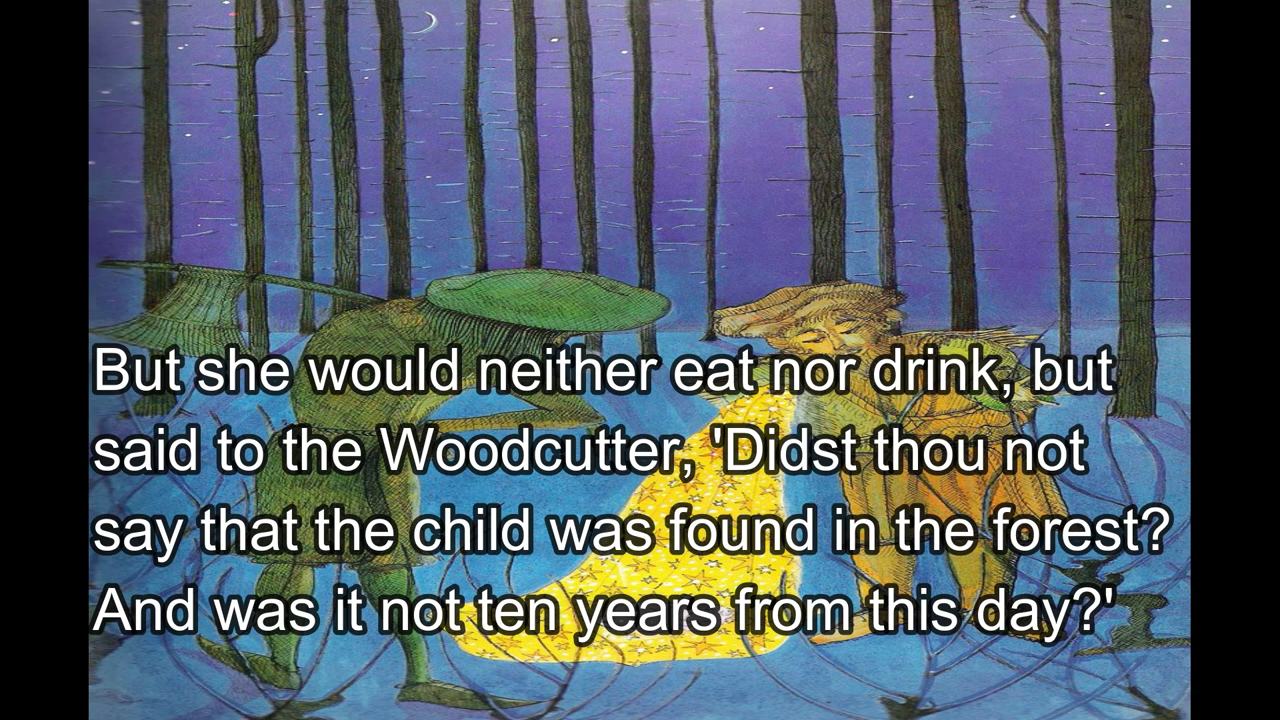 But she would neither eat nor drink, but
said to the Woodcutter, 'Didst thou not
say that the child was found in the forest?
And was it not ten years from this day?'